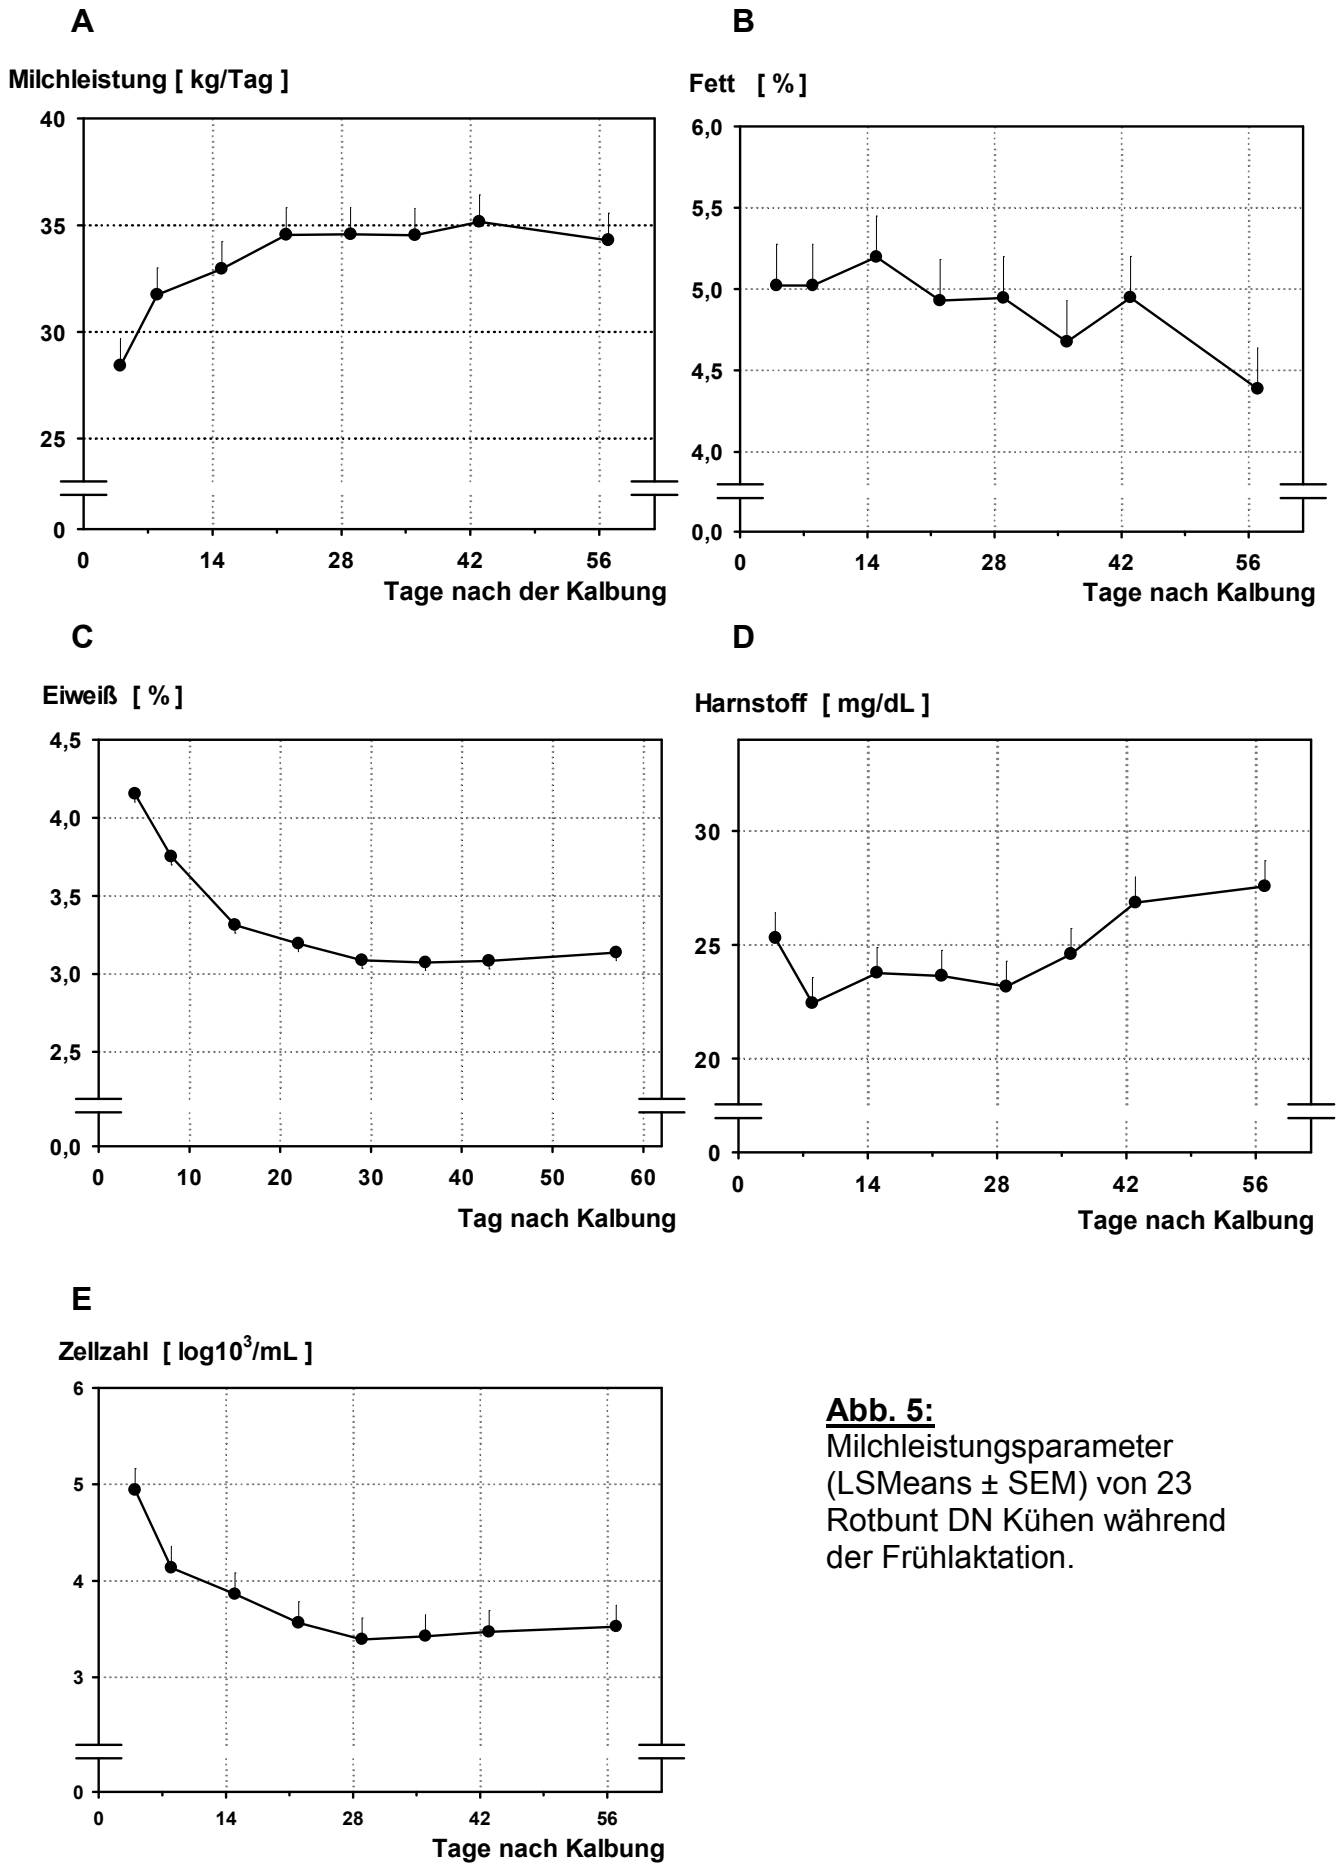 A
Milchleistung [ kg/Tag ]
40
35
30
25
0
0 14 28 42 56
Tage nach der Kalbung
B
Fett [ % ]
6,0
5,5
5,0
4,5
4,0
0,0
0 14 28 42 56
Tage nach Kalbung
C
Eiweiß [ % ]
4,5
4,0
3,5
3,0
2,5
0,0
0 10 20 30 40 50 60
Tag nach Kalbung
D
Harnstoff [ mg/dL ]
30
25
20
0
0 14 28 42 56
Tage nach Kalbung
E
Zellzahl [ log10³/mL ]
6
5
4
3
0
0 14 28 42 56
Tage nach Kalbung
Abb. 5:
Milchleistungsparameter
(LSMeans ± SEM) von 23
Rotbunt DN Kühen während
der Frühlaktation.